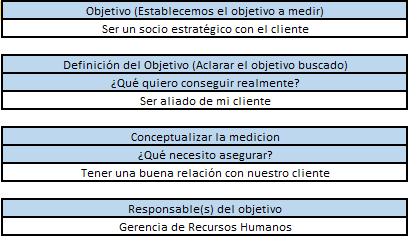 Objetivo (Establecemos el objetivo a medir)
Ser un socio estratégico con el cliente
Definición del Objetivo (Aclarar el objetivo buscado)
¿Qué quiero conseguir realmente?
Ser aliado de mi cliente
Conceptualizar la medicion
¿Qué necesito asegurar?
Tener una buena relación con nuestro cliente
Responsable(s) del objetivo
Gerencia de Recursos Humanos